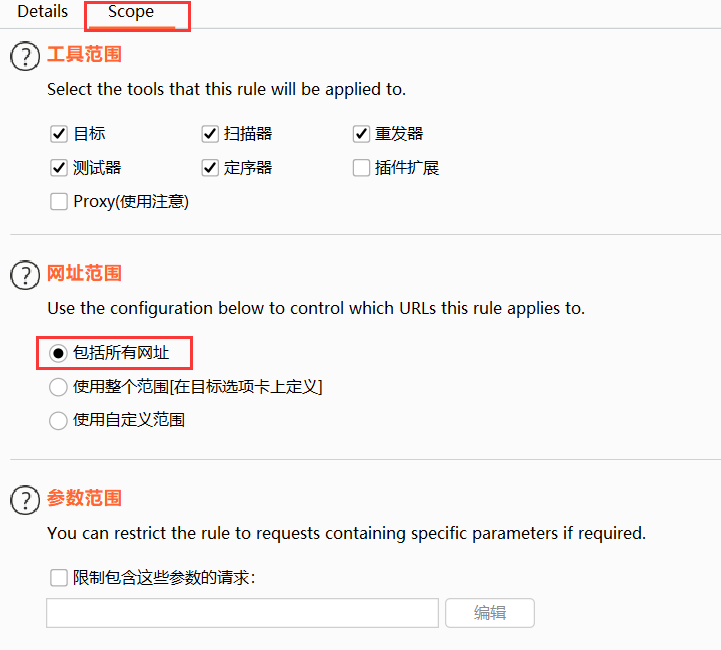 Details Scope
工具范围
Select the tools that this rule will be applied to.
目标 扫描器 重发器
测试器 定序器 插件扩展
Proxy(使用注意)
网址范围
Use the configuration below to control which URLs this rule applies to.
包括所有网址
使用整个范围[在目标选项卡上定义]
使用自定义范围
参数范围
You can restrict the rule to requests containing specific parameters if required.
限制包含这些参数的请求:
编辑